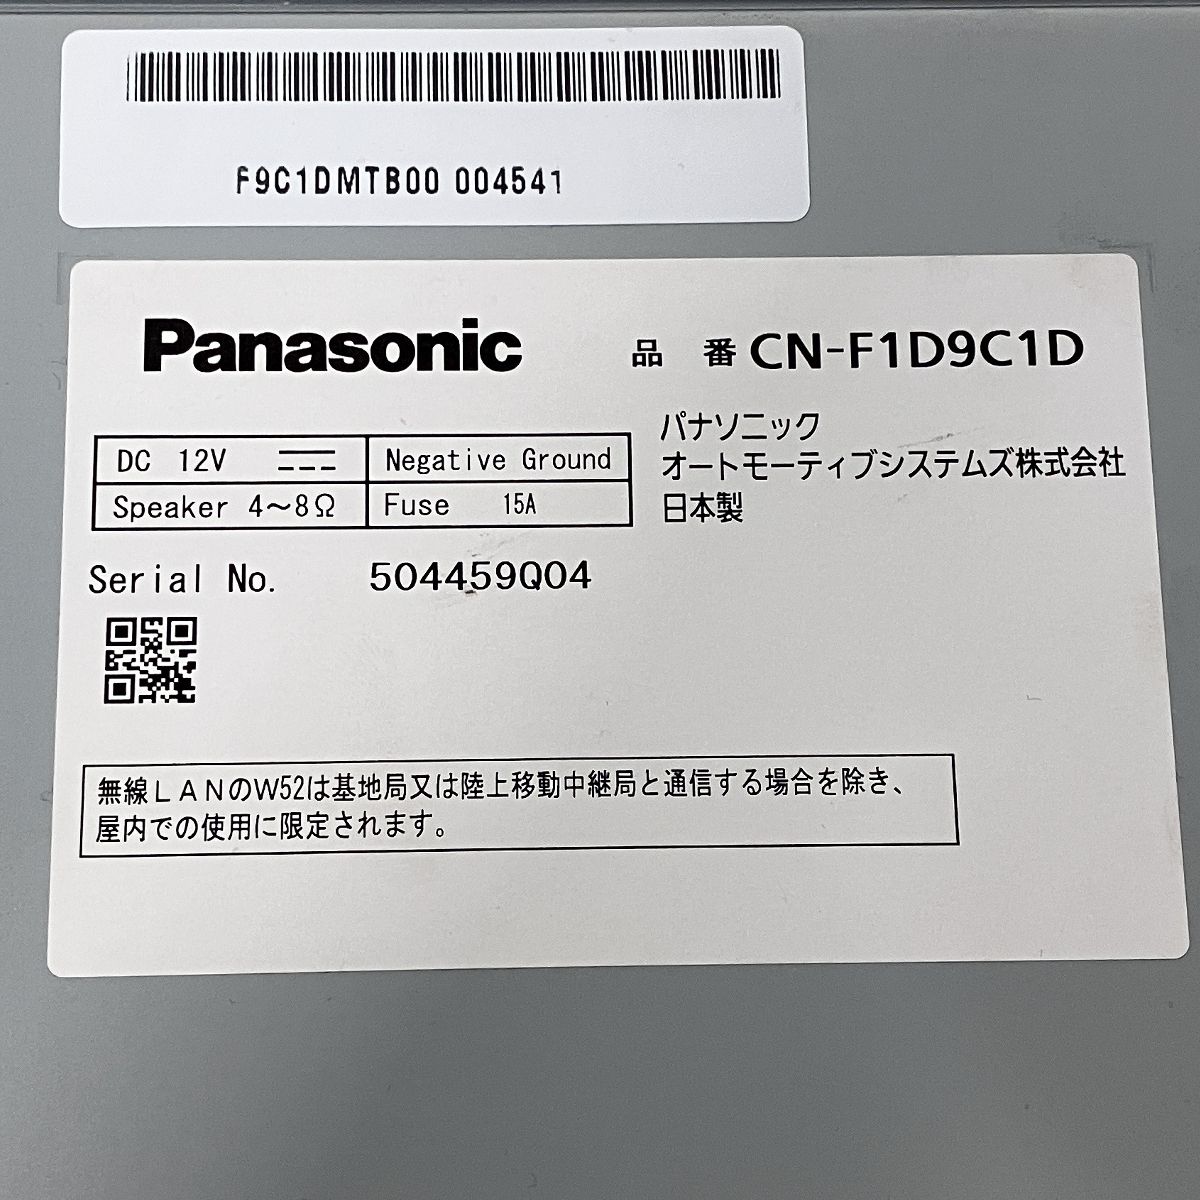 F9C1DMTB00 004541
Panasonic 品 番 CN-F1D9C1D
パナソニック
オートモーティブシステムズ株式会社
日本製
DC 12V Negative Ground
Speaker 4～8Ω Fuse 15A
Serial No. 504459Q04
無線LANのW52は基地局又は陸上移動中継局と通信する場合を除き、
屋内での使用に限定されます。